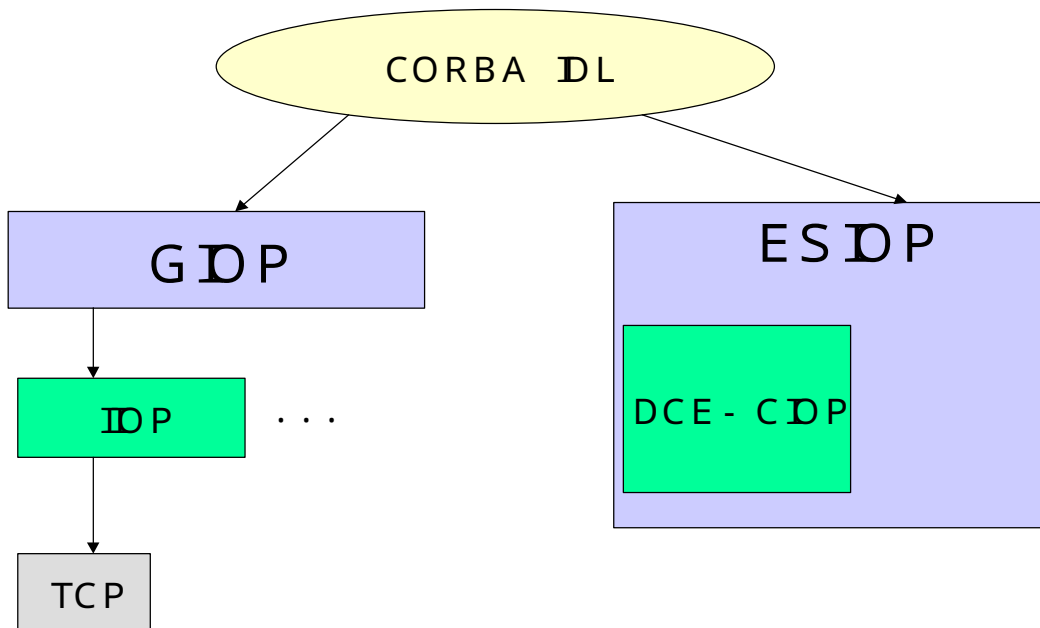 CORBA IDL
GIOP
ESIOP
IIOP
. . .
DCE - CIOP
TCP